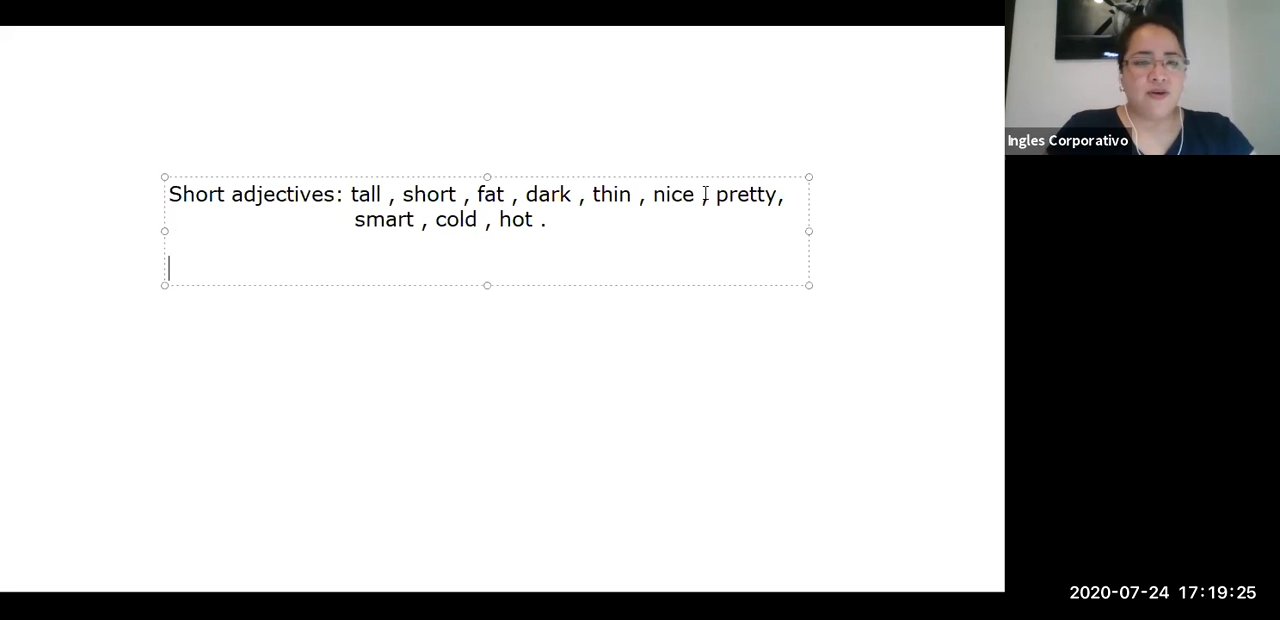 Short adjectives: tall , short , fat , dark , thin , nice , pretty,
smart , cold , hot .
Ingles Corporativo
2020-07-24 17:19:25